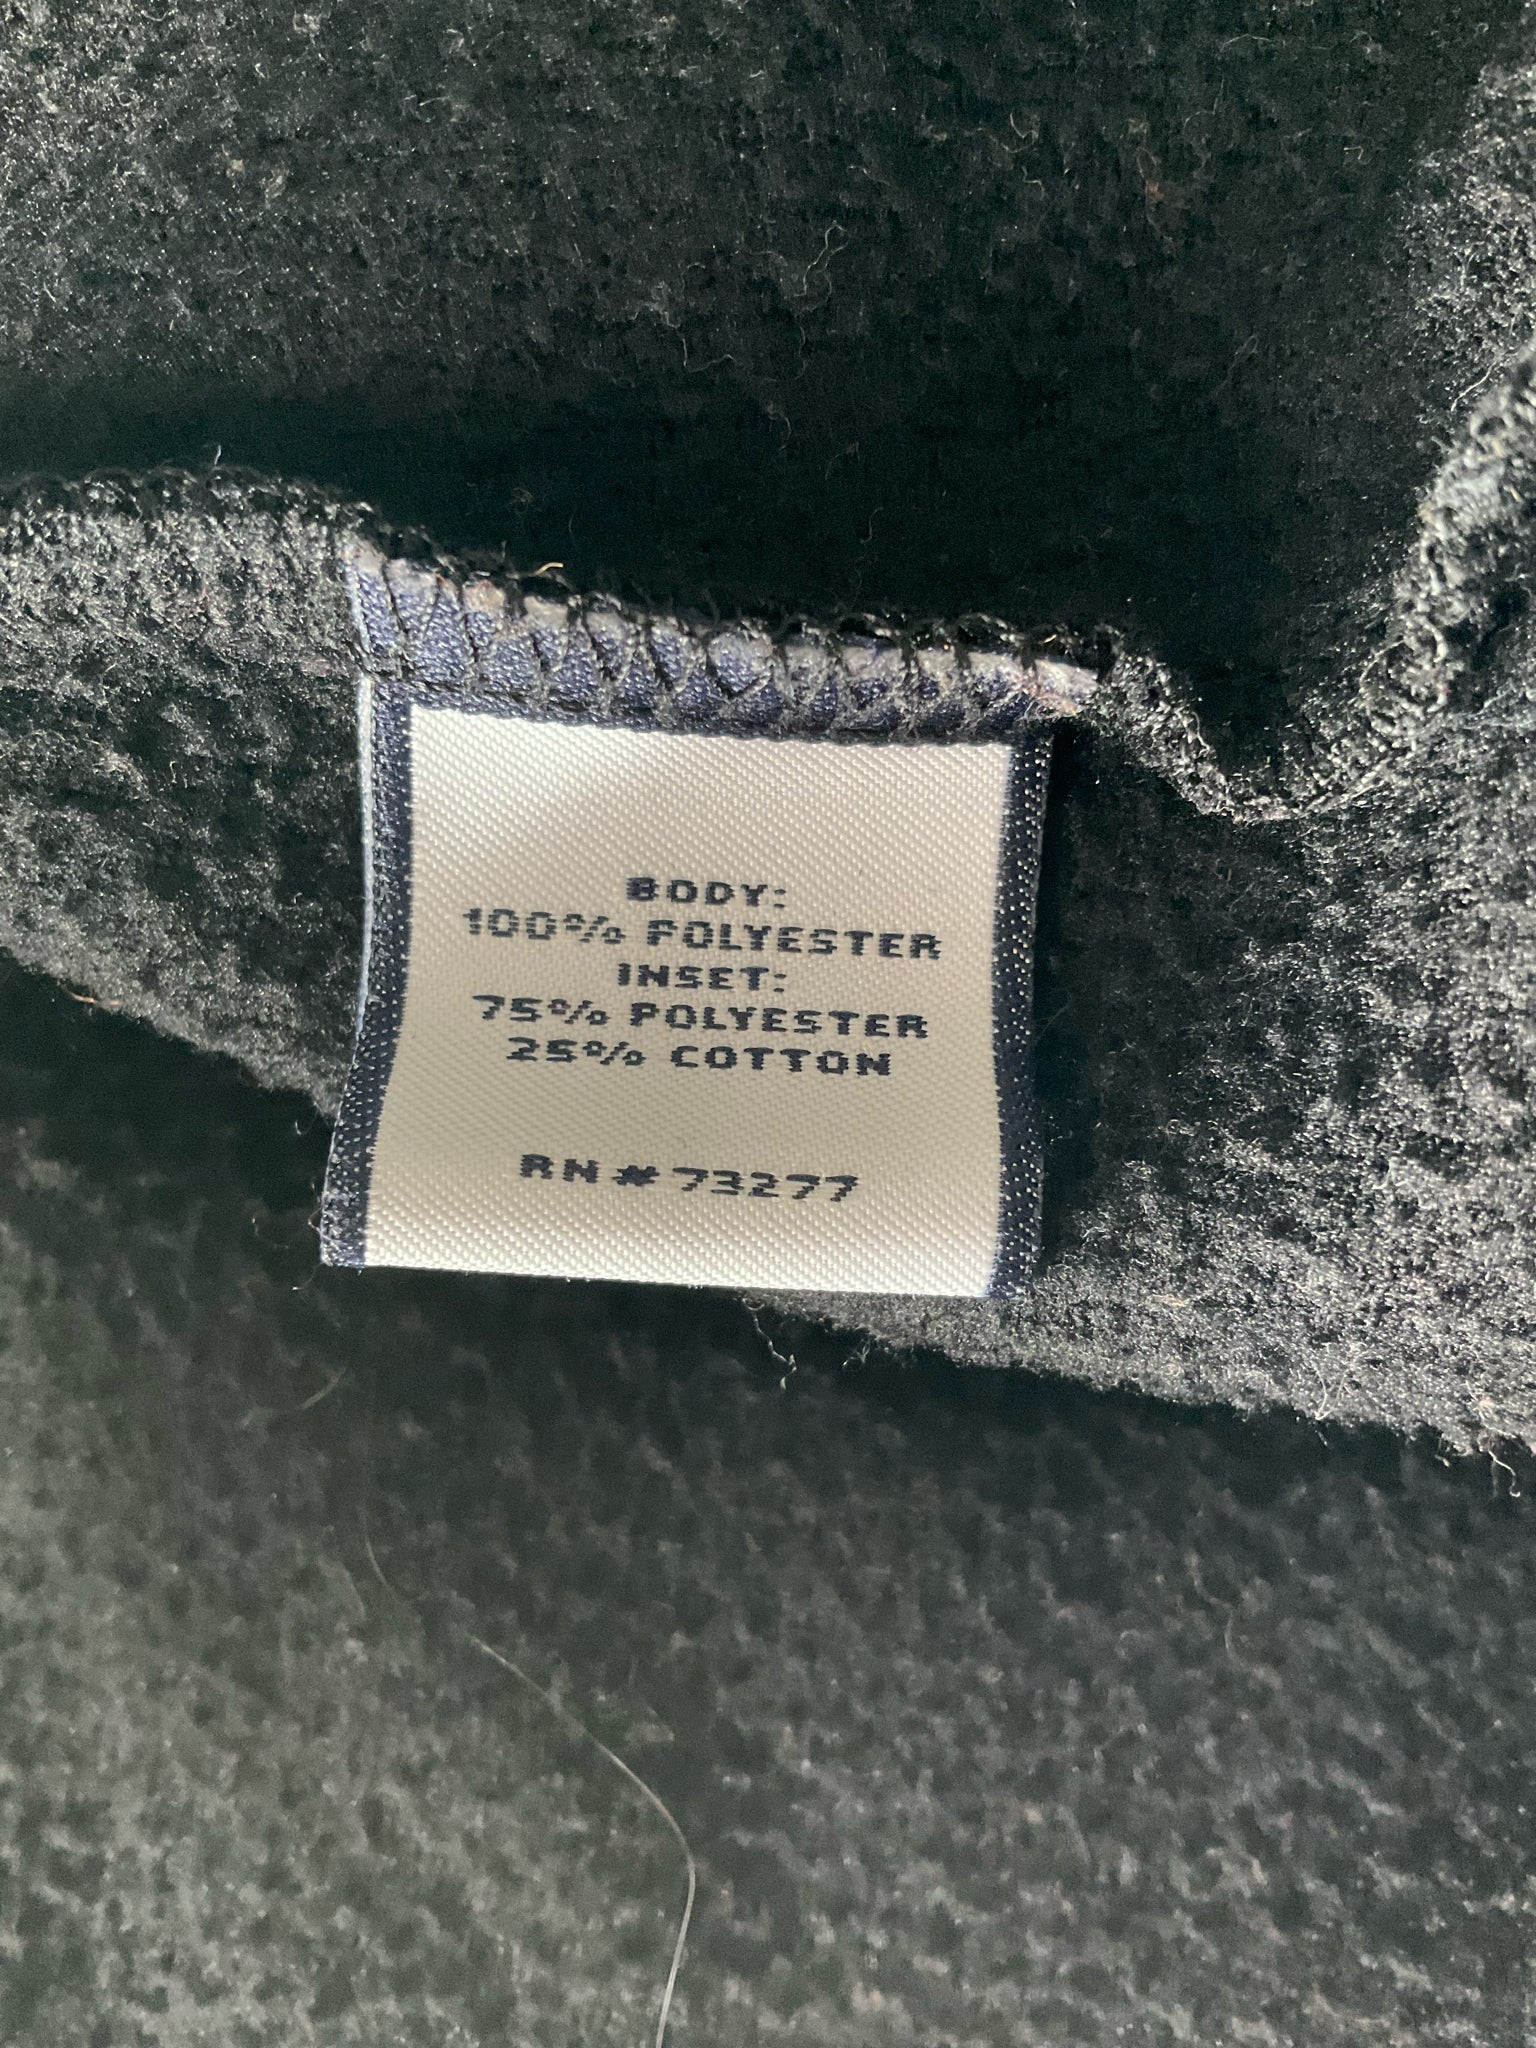 BODY:
100% POLYESTER
INSET:
75% POLYESTER
25% COTTON
RN # 73277